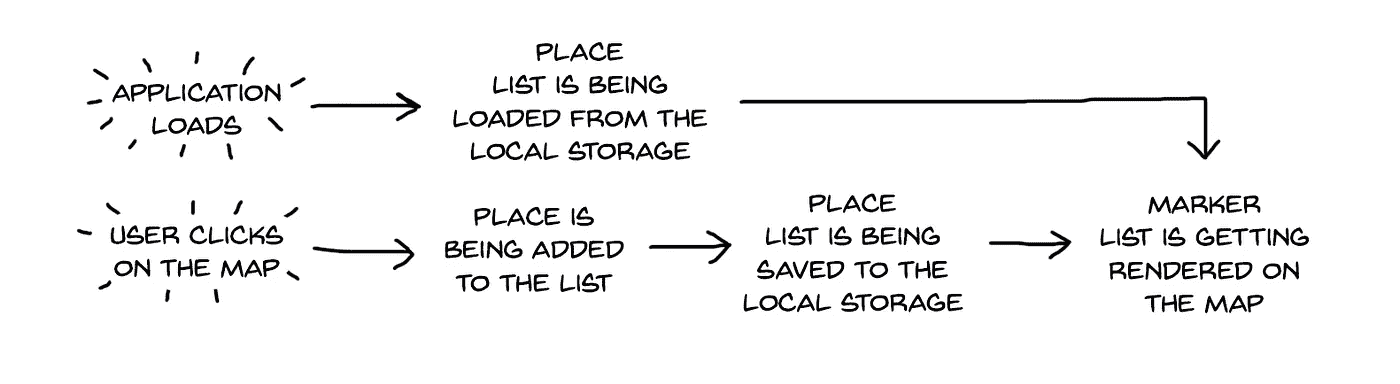 APPLICATION
LOADS
PLACE
LIST IS BEING
LOADED FROM THE
LOCAL STORAGE
USER CLICKS
ON THE MAP
PLACE IS
BEING ADDED
TO THE LIST
PLACE
LIST IS BEING
SAVED TO THE
LOCAL STORAGE
MARKER
LIST IS GETTING
RENDERED ON
THE MAP